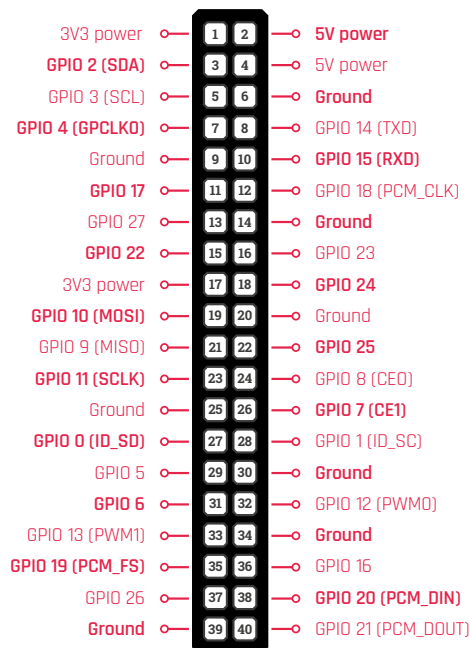 3V3 power 1 2 5V power
GPIO 2 (SDA) 3 4 5V power
GPIO 3 (SCL) 5 6 Ground
GPIO 4 (GPCLK0) 7 8 GPIO 14 (TXD)
Ground 9 10 GPIO 15 (RXD)
GPIO 17 11 12 GPIO 18 (PCM_CLK)
GPIO 27 13 14 Ground
GPIO 22 15 16 GPIO 23
3V3 power 17 18 GPIO 24
GPIO 10 (MOSI) 19 20 Ground
GPIO 9 (MISO) 21 22 GPIO 25
GPIO 11 (SCLK) 23 24 GPIO 8 (CE0)
Ground 25 26 GPIO 7 (CE1)
GPIO 0 (ID_SD) 27 28 GPIO 1 (ID_SC)
GPIO 5 29 30 Ground
GPIO 6 31 32 GPIO 12 (PWM0)
GPIO 13 (PWM1) 33 34 Ground
GPIO 19 (PCM_FS) 35 36 GPIO 16
GPIO 26 37 38 GPIO 20 (PCM_DIN)
Ground 39 40 GPIO 21 (PCM_DOUT)